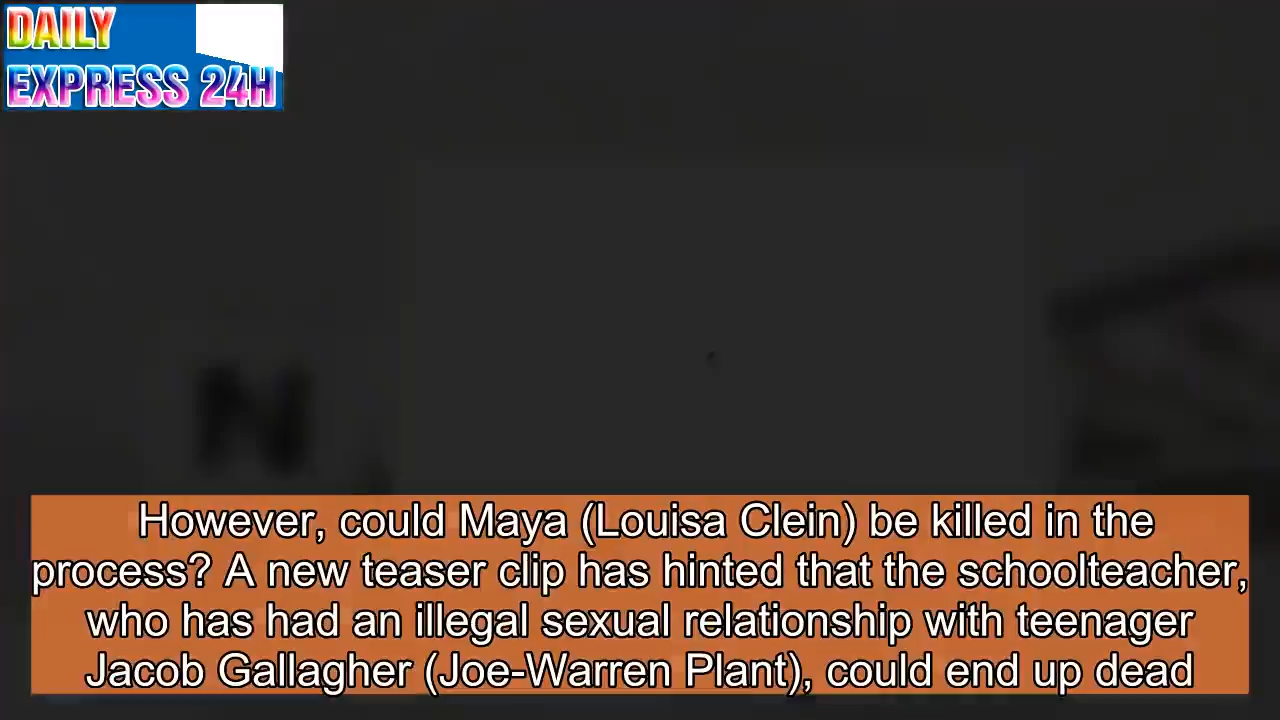 DAILY
EXPRESS 24H
N
However, could Maya (Louisa Clein) be killed in the
process? A new teaser clip has hinted that the schoolteacher,
who has had an illegal sexual relationship with teenager
Jacob Gallagher (Joe-Warren Plant), could end up dead